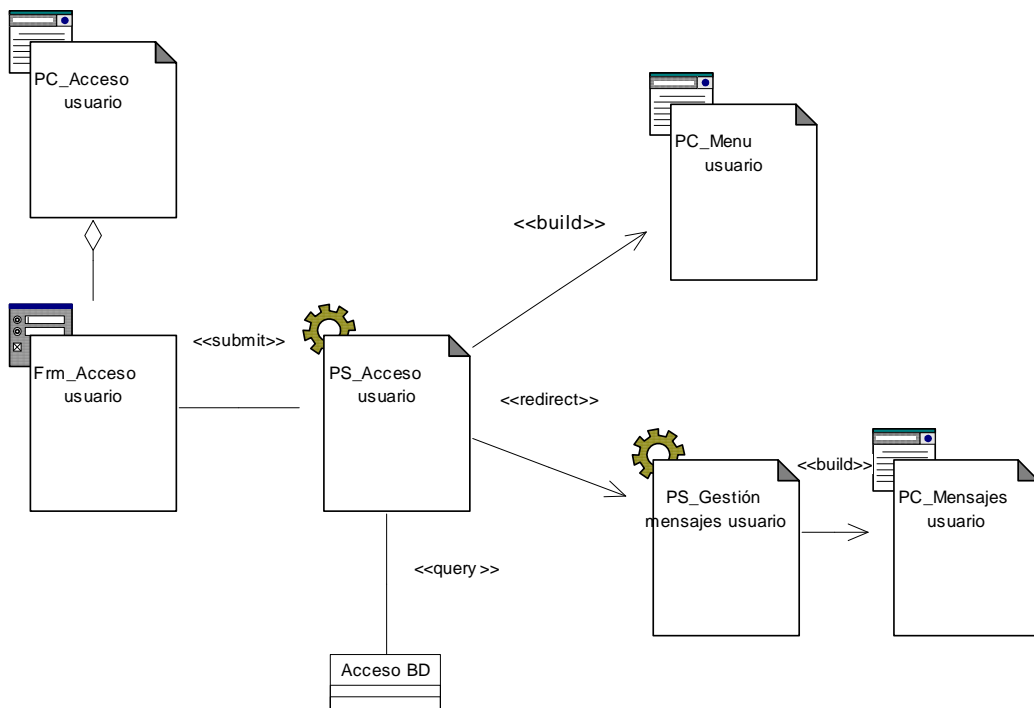 PC_Acceso
usuario
PC_Menu
usuario
<<build>>
<<submit>>
Frm_Acceso
usuario
PS_Acceso
usuario
<<redirect>>
<<build>>
PS_Gestión
mensajes usuario
PC_Mensajes
usuario
<<query>>
Acceso BD